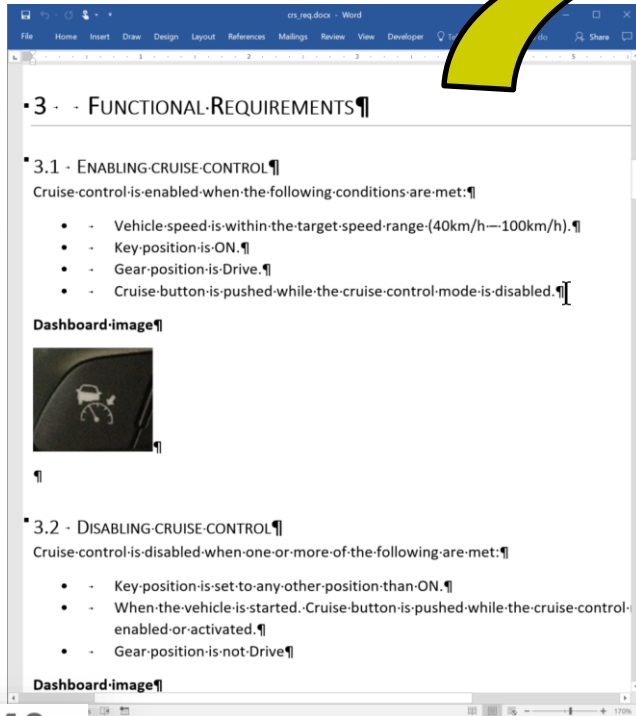 crs_req.docx - Word
File Home Insert Draw Design Layout References Mailings Review View Developer Share
1 2 3 5
3 FUNCTIONAL·REQUIREMENTS¶
3.1 · ENABLING·CRUISE·CONTROL¶
Cruise·control·is·enabled·when·the·following·conditions·are·met:¶
• → Vehicle·speed·is·within·the·target·speed·range·(40km/h·–·100km/h).¶
• → Key·position·is·ON.¶
• → Gear·position·is·Drive.¶
• → Cruise·button·is·pushed·while·the·cruise·control·mode·is·disabled.¶
Dashboard·image¶
¶
¶
3.2 · DISABLING·CRUISE·CONTROL¶
Cruise·control·is·disabled·when·one·or·more·of·the·following·are·met:¶
• → Key·position·is·set·to·any·other·position·than·ON.¶
• → When·the·vehicle·is·started.·Cruise·button·is·pushed·while·the·cruise·control·
enabled·or·activated.¶
• → Gear·position·is·not·Drive¶
Dashboard·image¶
170%